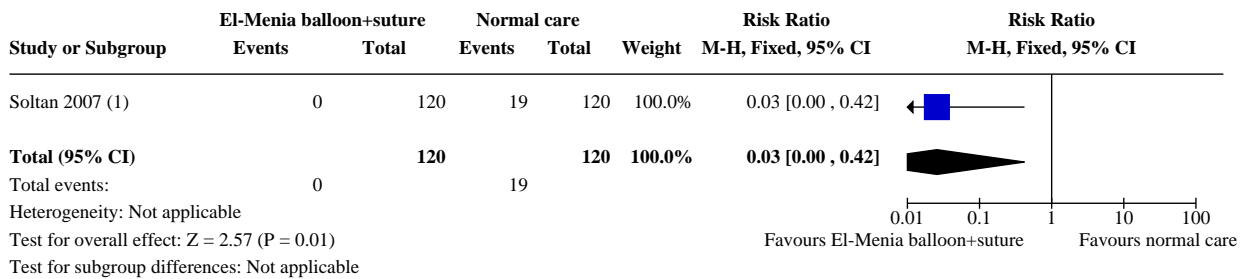 El-Menia balloon+suture Normal care Risk Ratio Risk Ratio
Study or Subgroup Events Total Events Total Weight M-H, Fixed, 95% CI M-H, Fixed, 95% CI
Soltan 2007 (1) 0 120 19 120 100.0% 0.03 [0.00 , 0.42]
Total (95% CI) 120 120 100.0% 0.03 [0.00 , 0.42]
Total events: 0 19
Heterogeneity: Not applicable 0.01 0.1 1 10 100
Test for overall effect: Z = 2.57 (P = 0.01) Favours El-Menia balloon+suture Favours normal care
Test for subgroup differences: Not applicable